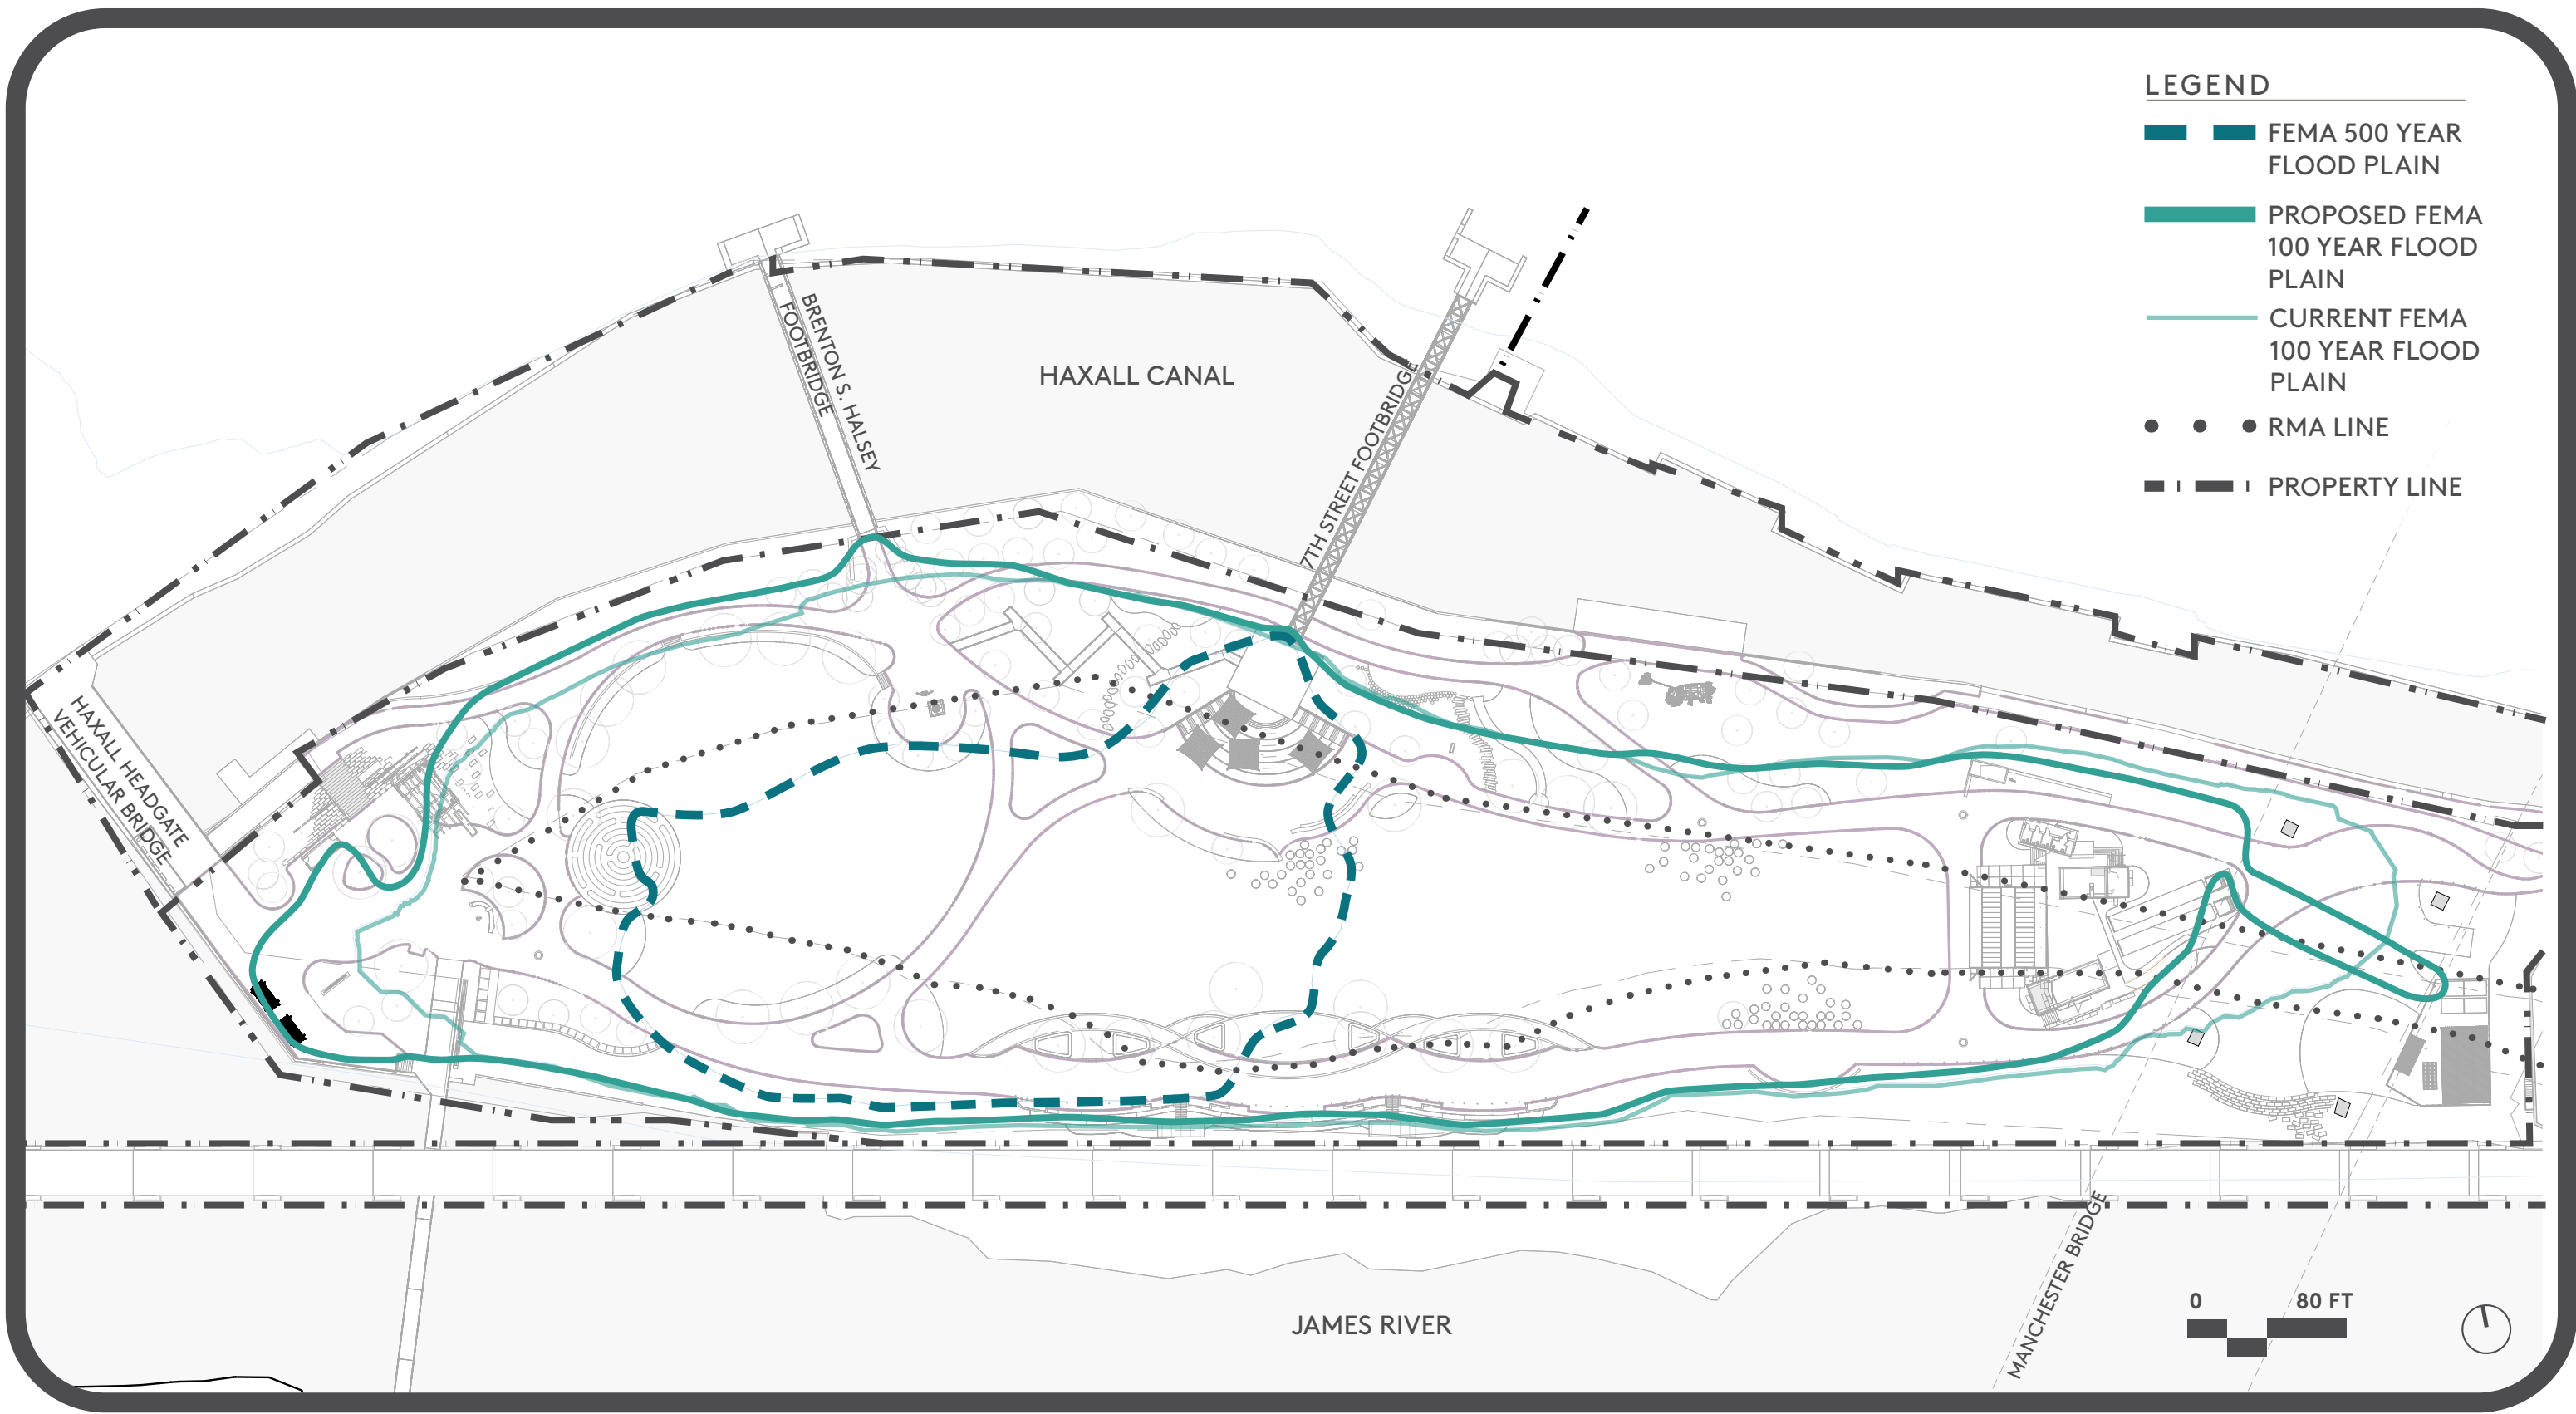 LEGEND
FEMA 500 YEAR
FLOOD PLAIN
PROPOSED FEMA
100 YEAR FLOOD
PLAIN
CURRENT FEMA
100 YEAR FLOOD
PLAIN
RMA LINE
PROPERTY LINE
BRENTON S. HALSEY
FOOTBRIDGE
HAXALL CANAL
7TH STREET FOOTBRIDGE
HAXALL HEADGATE
VEHICULAR BRIDGE
MANCHESTER BRIDGE
JAMES RIVER
0 80 FT